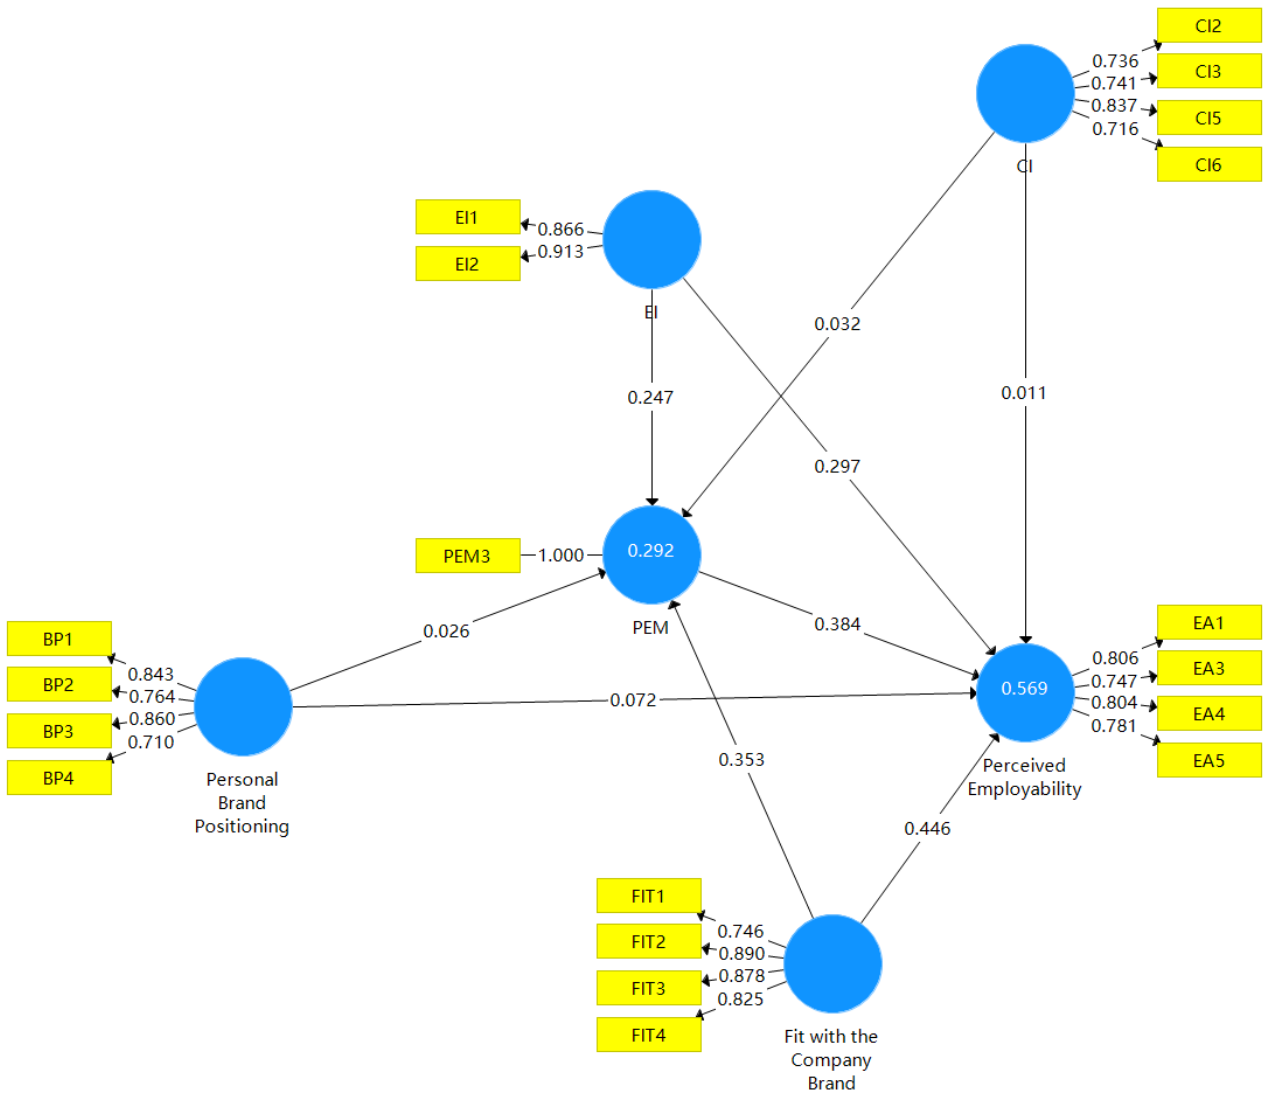 CI2
0.736
CI3
0.741
0.837
CI5
0.716
CI6
CI
EI1
0.866
EI2
0.913
EI
0.032
0.247
0.011
0.297
PEM3
1.000
0.292
PEM
0.384
0.026
BP1
0.843
BP2
0.764
0.860
BP3
0.710
BP4
Personal
Brand
Positioning
0.072
EA1
0.806
EA3
0.747
0.569
0.804
EA4
0.781
EA5
Perceived
Employability
0.353
0.446
FIT1
0.746
FIT2
0.890
0.878
FIT3
0.825
FIT4
Fit with the
Company
Brand